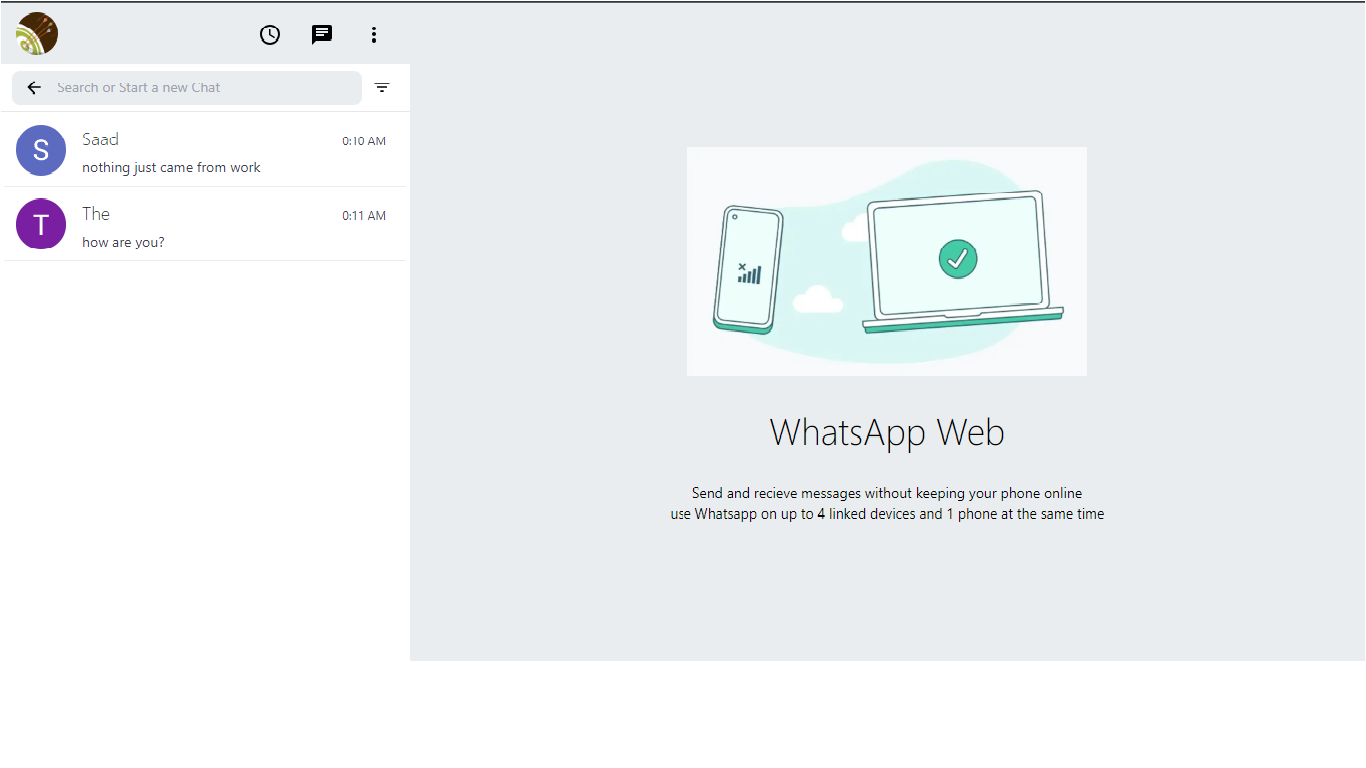 Search or Start a new Chat
S
Saad
0:10 AM
nothing just came from work
T
The
0:11 AM
how are you?
WhatsApp Web
Send and recieve messages without keeping your phone online
use Whatsapp on up to 4 linked devices and 1 phone at the same time